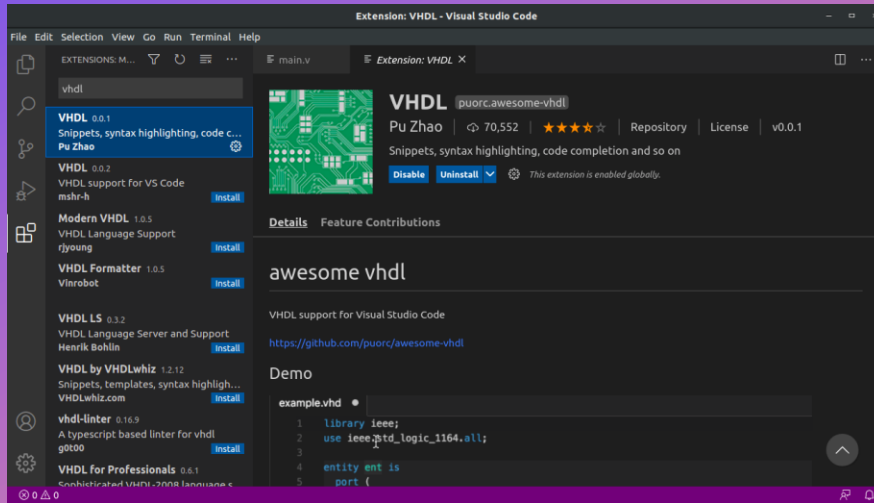 Extension: VHDL - Visual Studio Code
File Edit Selection View Go Run Terminal Help
EXTENSIONS: M...
main.v
Extension: VHDL
vhdl
VHDL 0.0.1
Snippets, syntax highlighting, code c...
Pu Zhao
VHDL 0.0.2
VHDL support for VS Code
mshr-h
Install
Modern VHDL 1.0.5
VHDL Language Support
rjyoung
Install
VHDL Formatter 1.0.5
Vinrobot
Install
VHDL LS 0.3.2
VHDL Language Server and Support
Henrik Bohlin
Install
VHDL by VHDLwhiz 1.2.12
Snippets, templates, syntax highligh...
VHDLwhiz.com
Install
vhdl-linter 0.16.9
A typescript based linter for vhdl
g0t00
Install
VHDL for Professionals 0.6.1
Sophisticated VHDL-2008 language s...
VHDL puorc.awesome-vhdl
Pu Zhao 70,552 Repository License v0.0.1
Snippets, syntax highlighting, code completion and so on
Disable Uninstall This extension is enabled globally.
Details Feature Contributions
awesome vhdl
VHDL support for Visual Studio Code
https://github.com/puorc/awesome-vhdl
Demo
example.vhd
1 library ieee;
2 use ieee.std_logic_1164.all;
3
4 entity ent is
5 port (
0 0